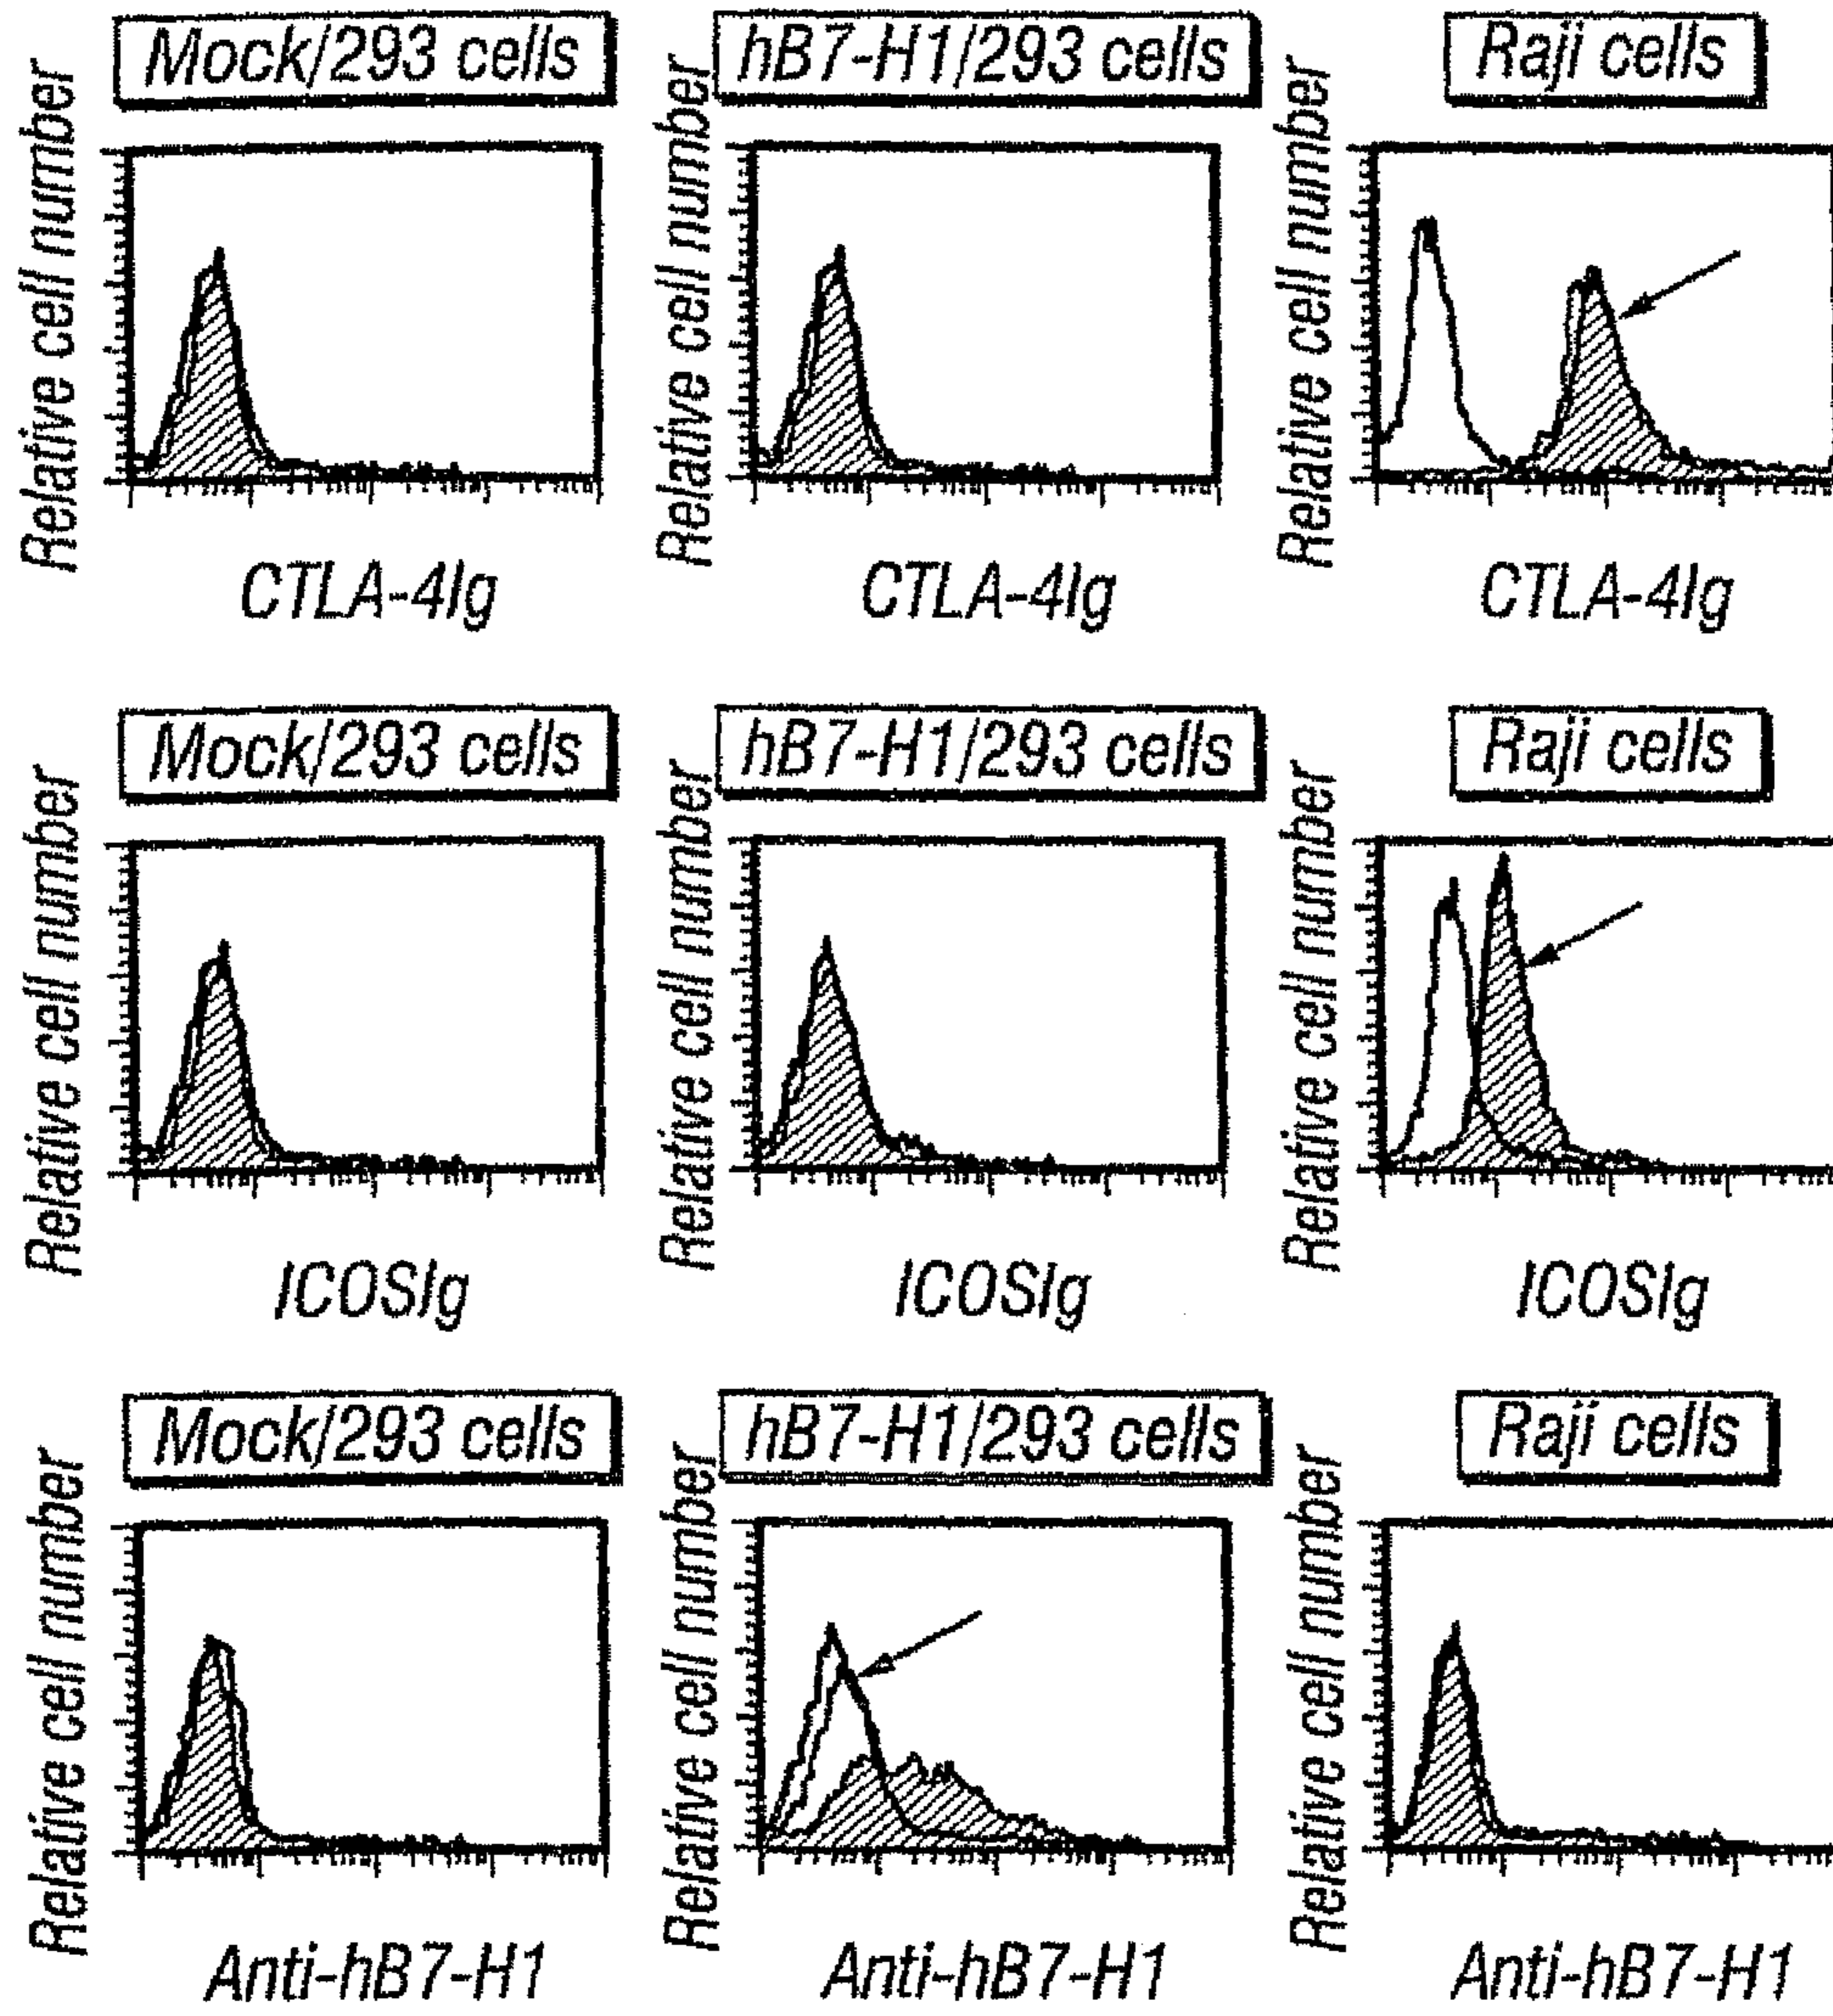 Mock/293 cells
hB7-H1/293 cells
Raji cells
Relative cell number
Relative cell number
Relative cell number
CTLA-4Ig
CTLA-4Ig
CTLA-4Ig
Mock/293 cells
hB7-H1/293 cells
Raji cells
Relative cell number
Relative cell number
Relative cell number
ICOSIg
ICOSIg
ICOSIg
Mock/293 cells
hB7-H1/293 cells
Raji cells
Relative cell number
Relative cell number
Relative cell number
Anti-hB7-H1
Anti-hB7-H1
Anti-hB7-H1